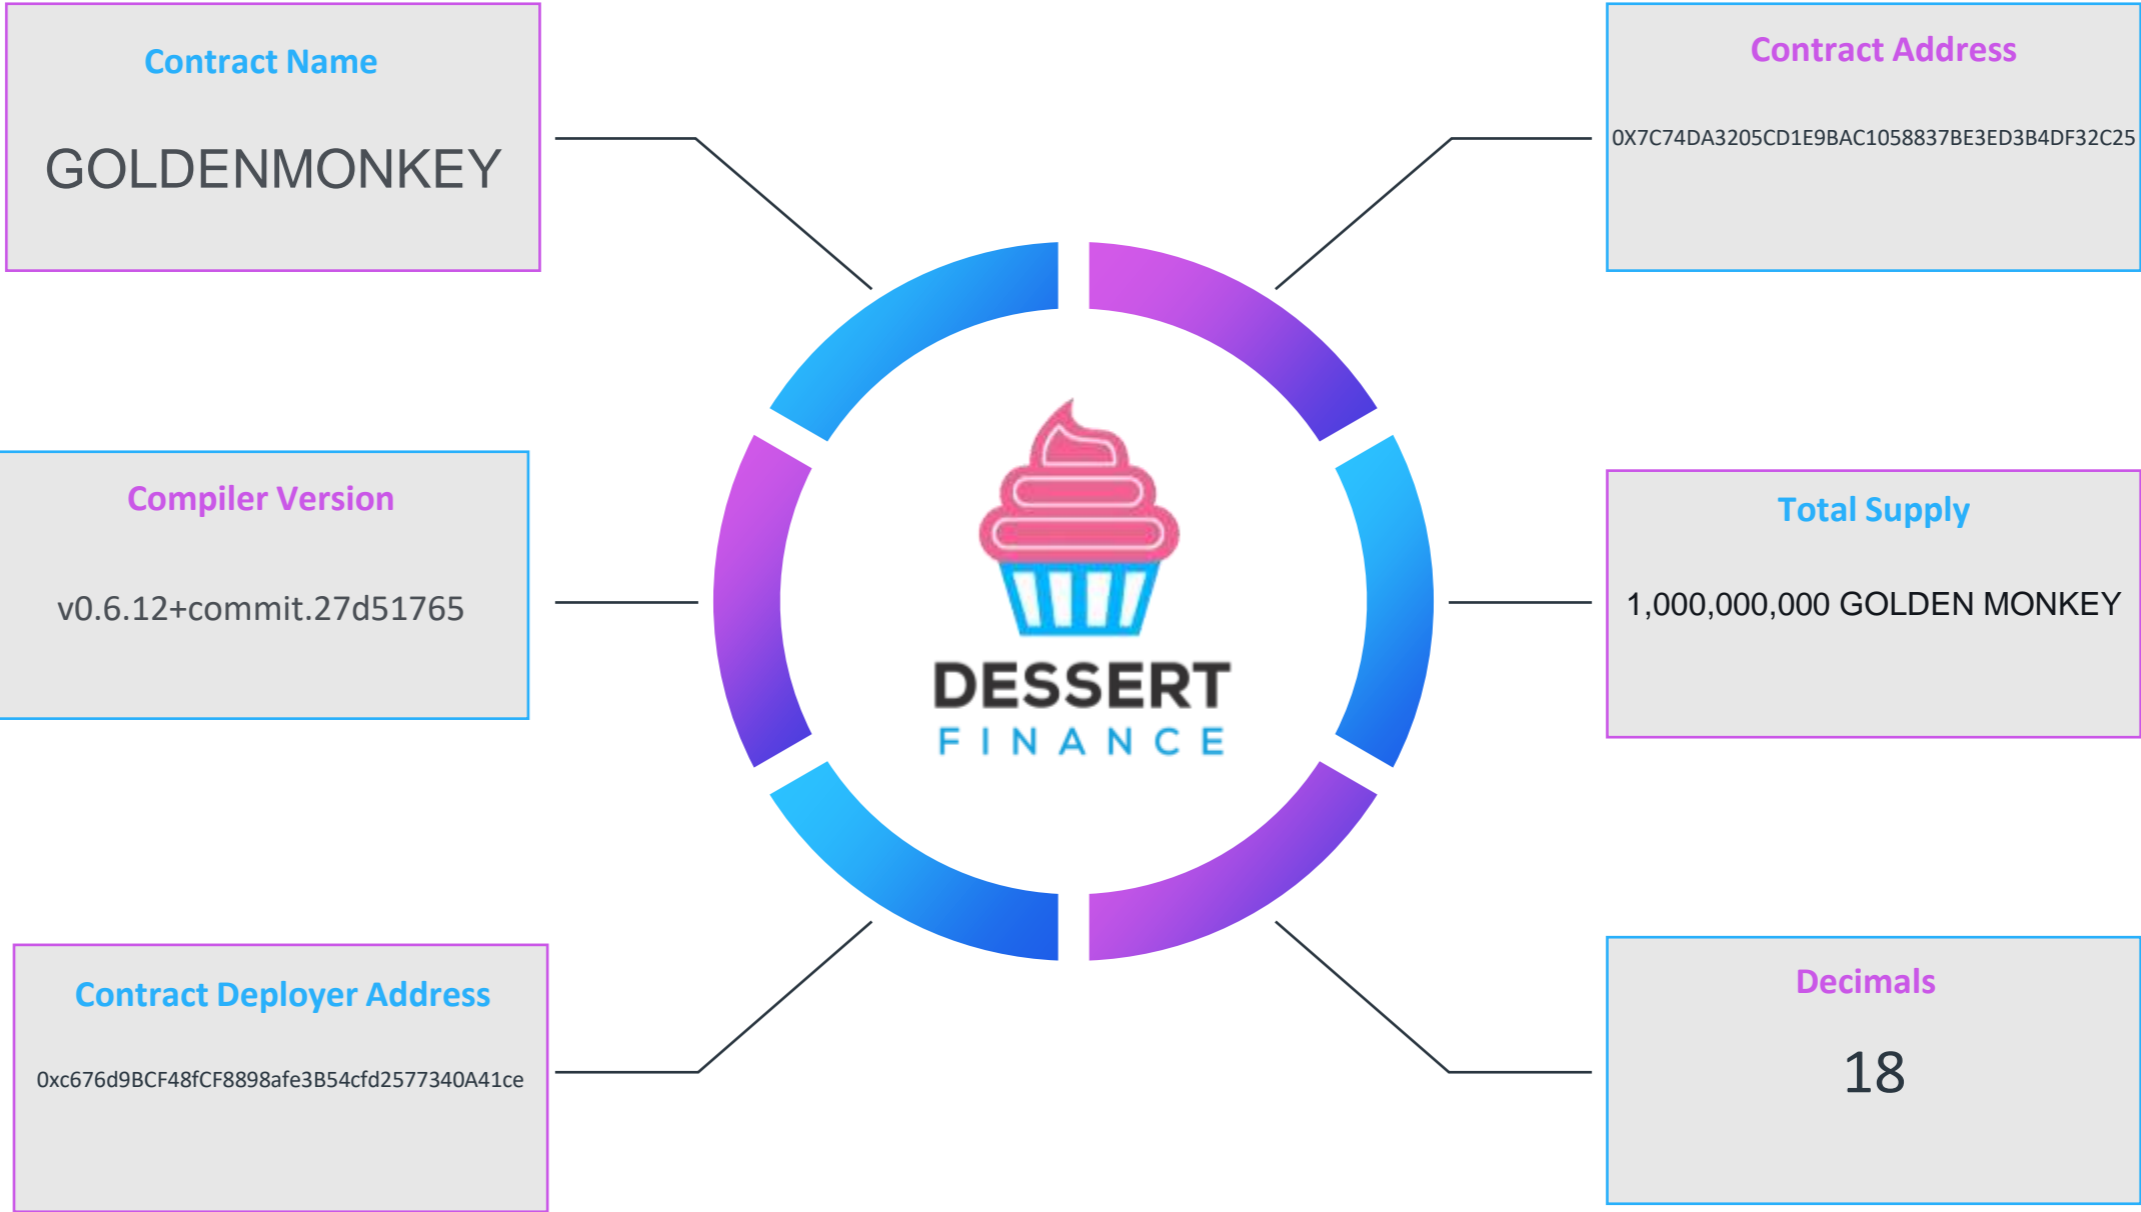 Contract Name
GOLDENMONKEY
Contract Address
0X7C74DA3205CD1E9BAC1058837BE3ED3B4DF32C25
Compiler Version
v0.6.12+commit.27d51765
DESSERT
FINANCE
Total Supply
1,000,000,000 GOLDEN MONKEY
Contract Deployer Address
0xc676d9BCF48fCF8898afe3B54cfd2577340A41ce
Decimals
18